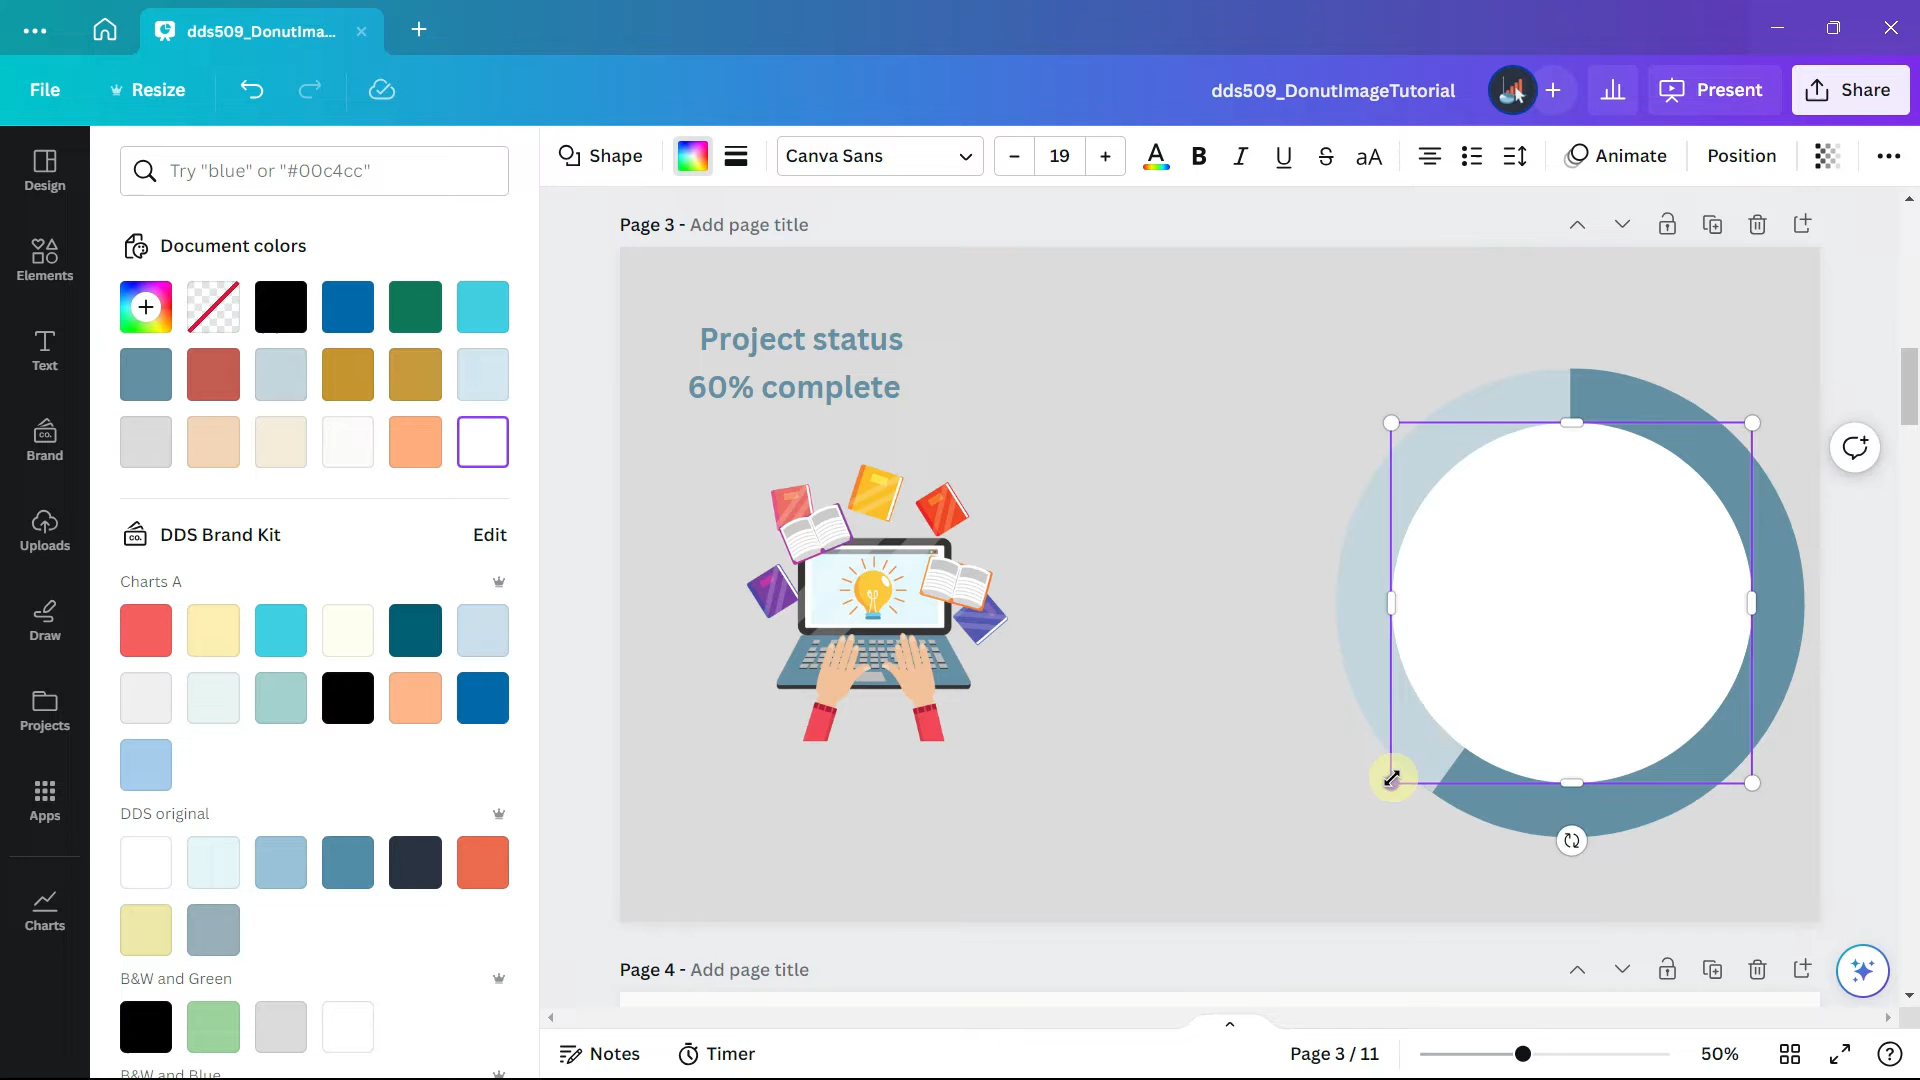 dds509_DonutIma...
File
Resize
dds509_DonutImageTutorial
Present
Share
Design
Elements
Text
Brand
Uploads
Draw
Projects
Apps
Charts
Try "blue" or "#00c4cc"
Document colors
DDS Brand Kit
Edit
Charts A
DDS original
B&W and Green
B&W and Blue
Shape
Canva Sans
19
aA
Animate
Position
Page 3 - Add page title
Project status
60% complete
Page 4 - Add page title
Notes
Timer
Page 3 / 11
50%